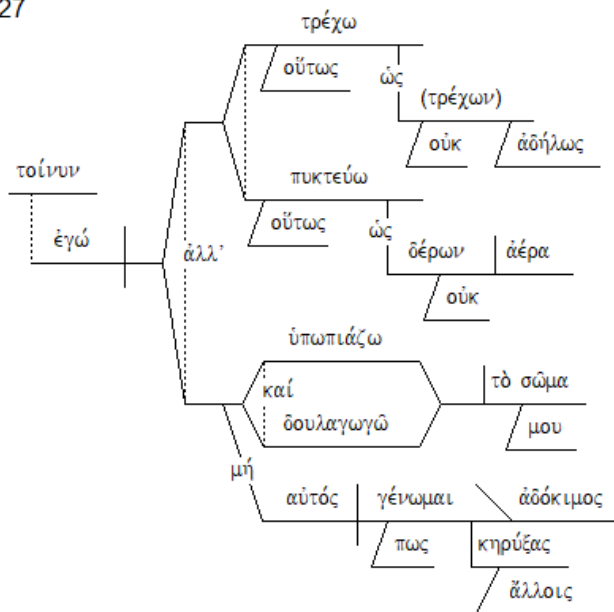 27
τρέχω
οὕτως
ὡς
(τρέχων)
οὐκ
ἀδήλως
τοίνυν
πυκτεύω
ἐγώ
ἀλλ’
οὕτως
ὡς
δέρων
ἀέρα
οὐκ
ὑπωπιάζω
καί
δουλαγωγῶ
τὸ σῶμα
μου
μή
αὐτός
γένωμαι
ἀδόκιμος
πως
κηρύξας
ἄλλοις